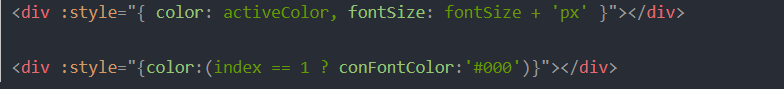 <div :style="{ color: activeColor, fontSize: fontSize + 'px' }"></div>
<div :style="{color:(index == 1 ? conFontColor:'#000')}"></div>